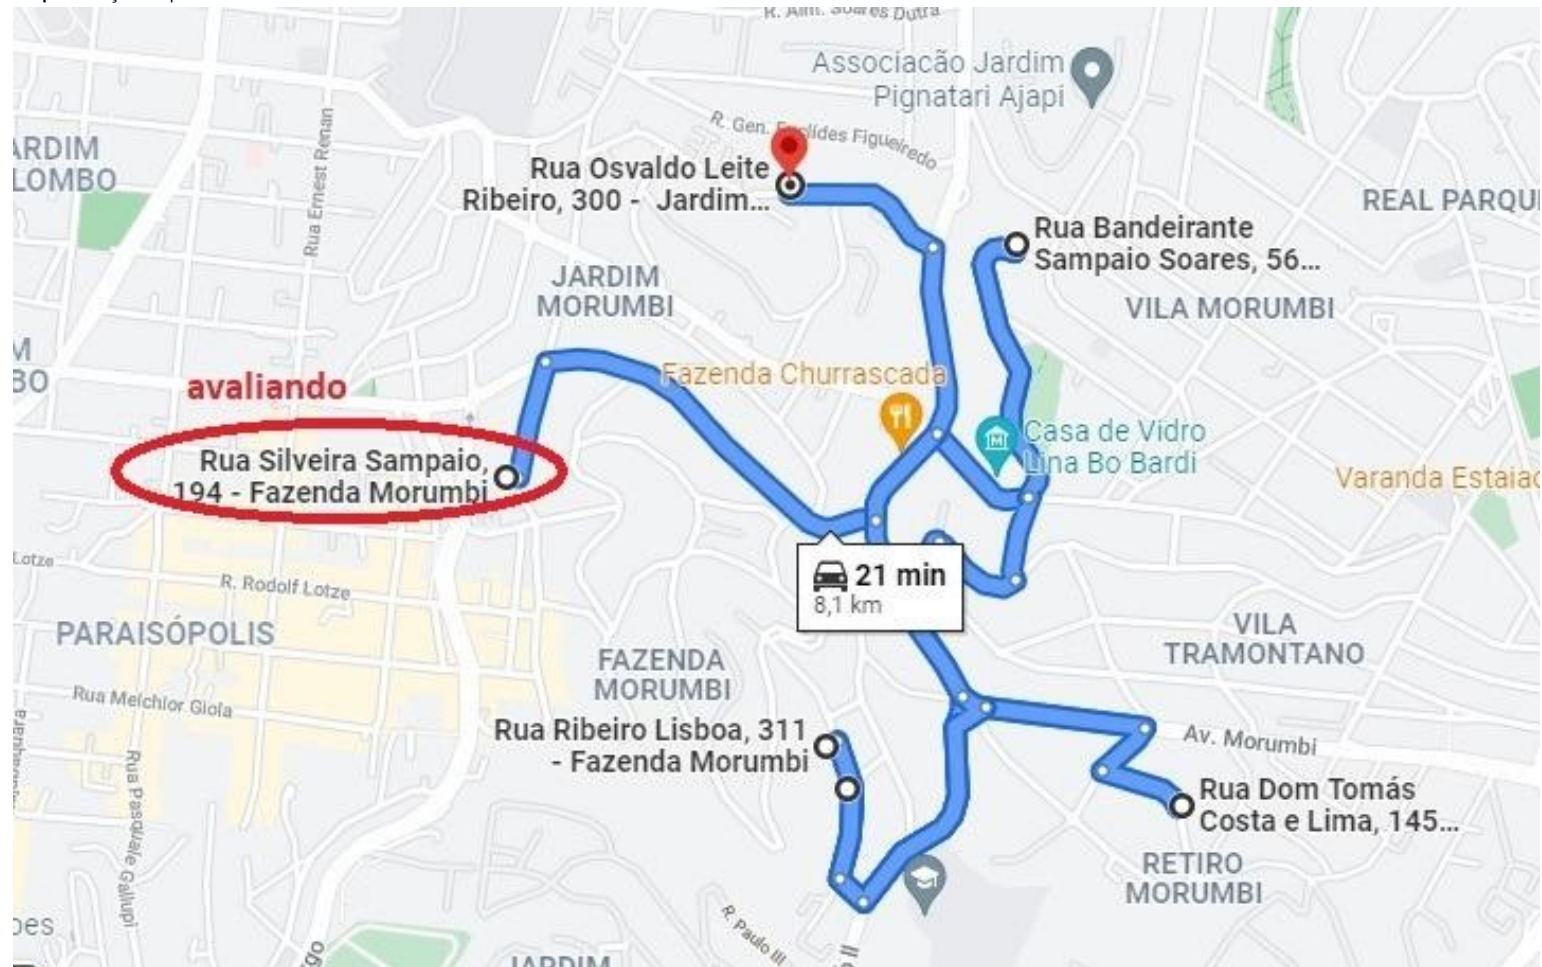 R. Alm. Soares Dutra
Associacão Jardim
Pignatari Ajapi
R. Gen. Euclides Figueiredo
ARDIM
LOMBO
Rua Ernest Renan
Rua Osvaldo Leite
Ribeiro, 300 - Jardim...
REAL PARQU
Rua Bandeirante
Sampaio Soares, 56...
JARDIM
MORUMBI
VILA MORUMBI
M
BO
avaliando
Fazenda Churrascada
Casa de Vidro
Lina Bo Bardi
Rua Silveira Sampaio,
194 - Fazenda Morumbi
Varanda Estaiad
Lotze
R. Rodolf Lotze
21 min
8,1 km
PARAISÓPOLIS
VILA
TRAMONTANO
FAZENDA
MORUMBI
Rua Melchior Giola
Rua Ribeiro Lisboa, 311
- Fazenda Morumbi
Av. Morumbi
Rua Pasquale Gallupi
Rua Dom Tomás
Costa e Lima, 145...
RETIRO
MORUMBI
R. Paulo III
oes
JARDIM